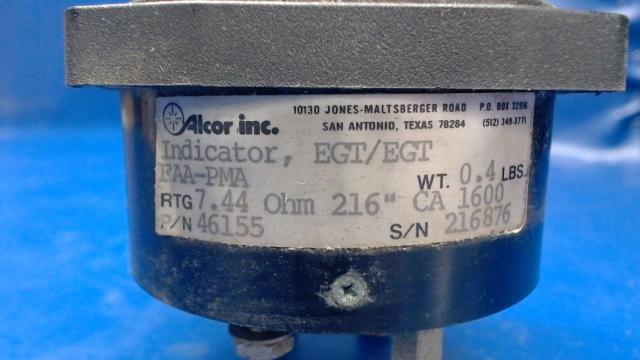 Alcor inc.
10130 JONES-MALTSBERGER ROAD P.O. BOX 32516
SAN ANTONIO, TEXAS 78284 (512) 349-3771
Indicator, EGT/EGT
FAA-PMA WT. 0.4 LBS.
RTG 7.44 Ohm 216" CA 1600
P/N 46155 S/N 216876